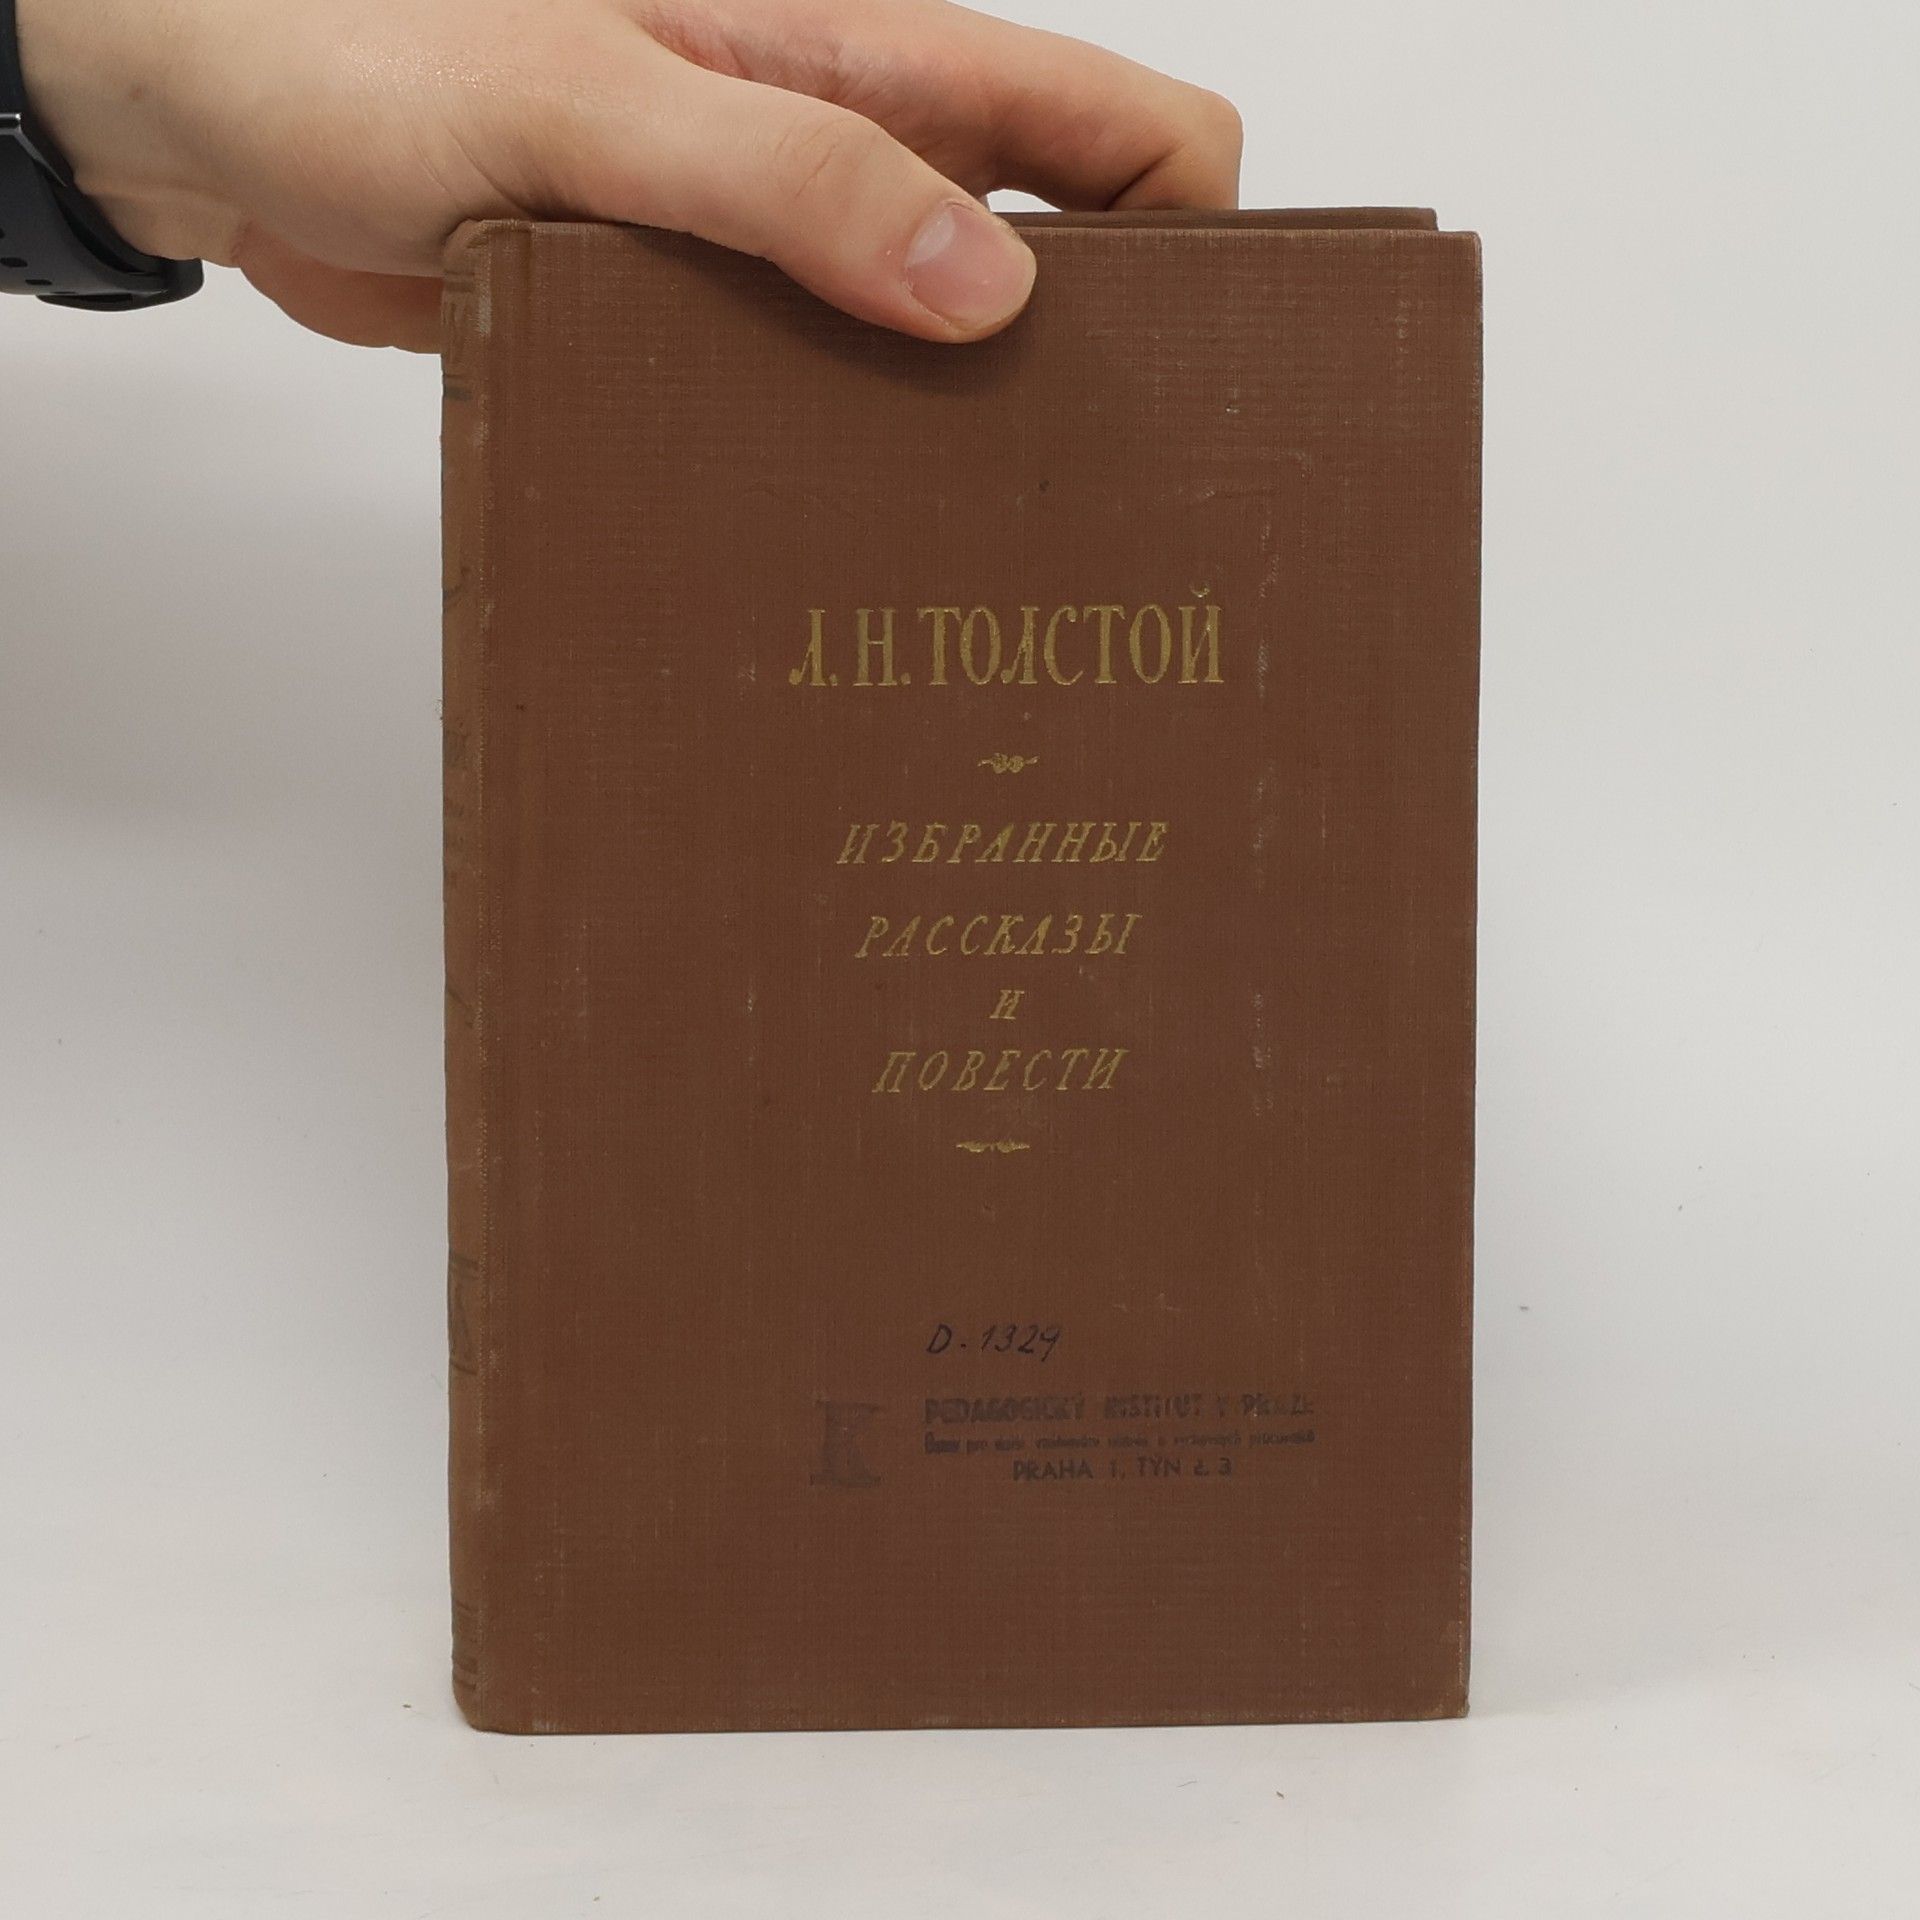 Л. Н. ТОЛСТОЙ
ИЗБРАННЫЕ
РАССКАЗЫ
И
ПОВЕСТИ
D. 1329
K
PEDAGOGICKÝ INSTITUT V PRAZE
PRAHA 1, TÝN č. 3